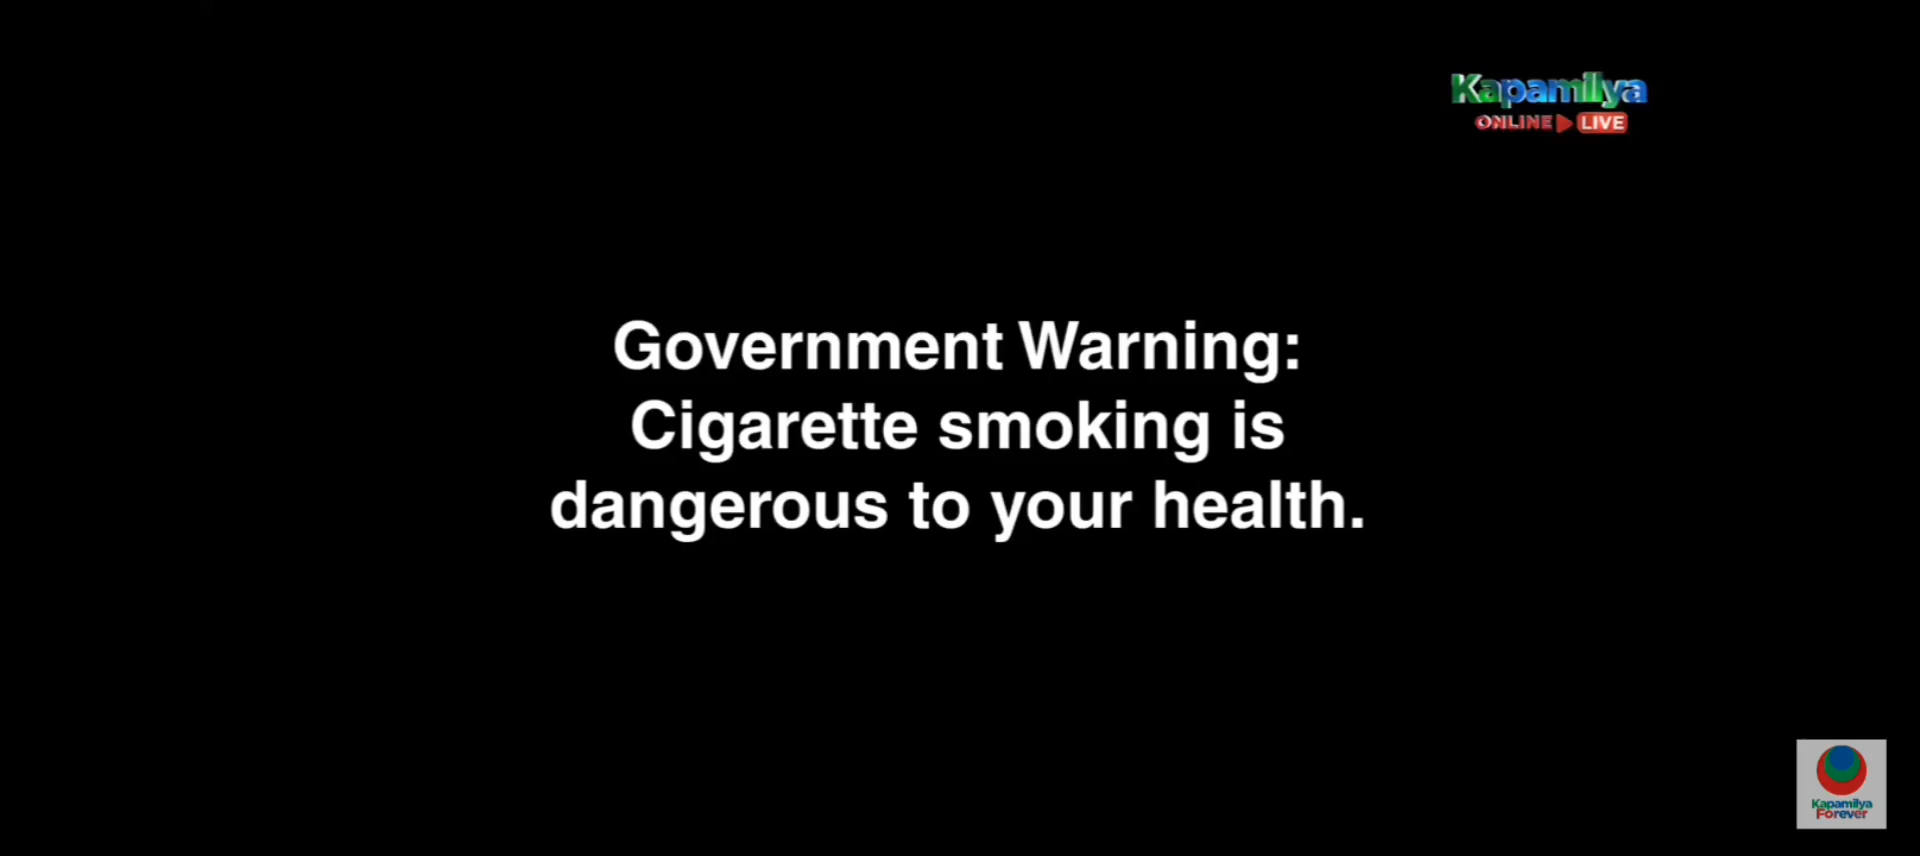 Kapamilya
ONLINE LIVE
Government Warning:
Cigarette smoking is
dangerous to your health.
Kapamilya
Forever